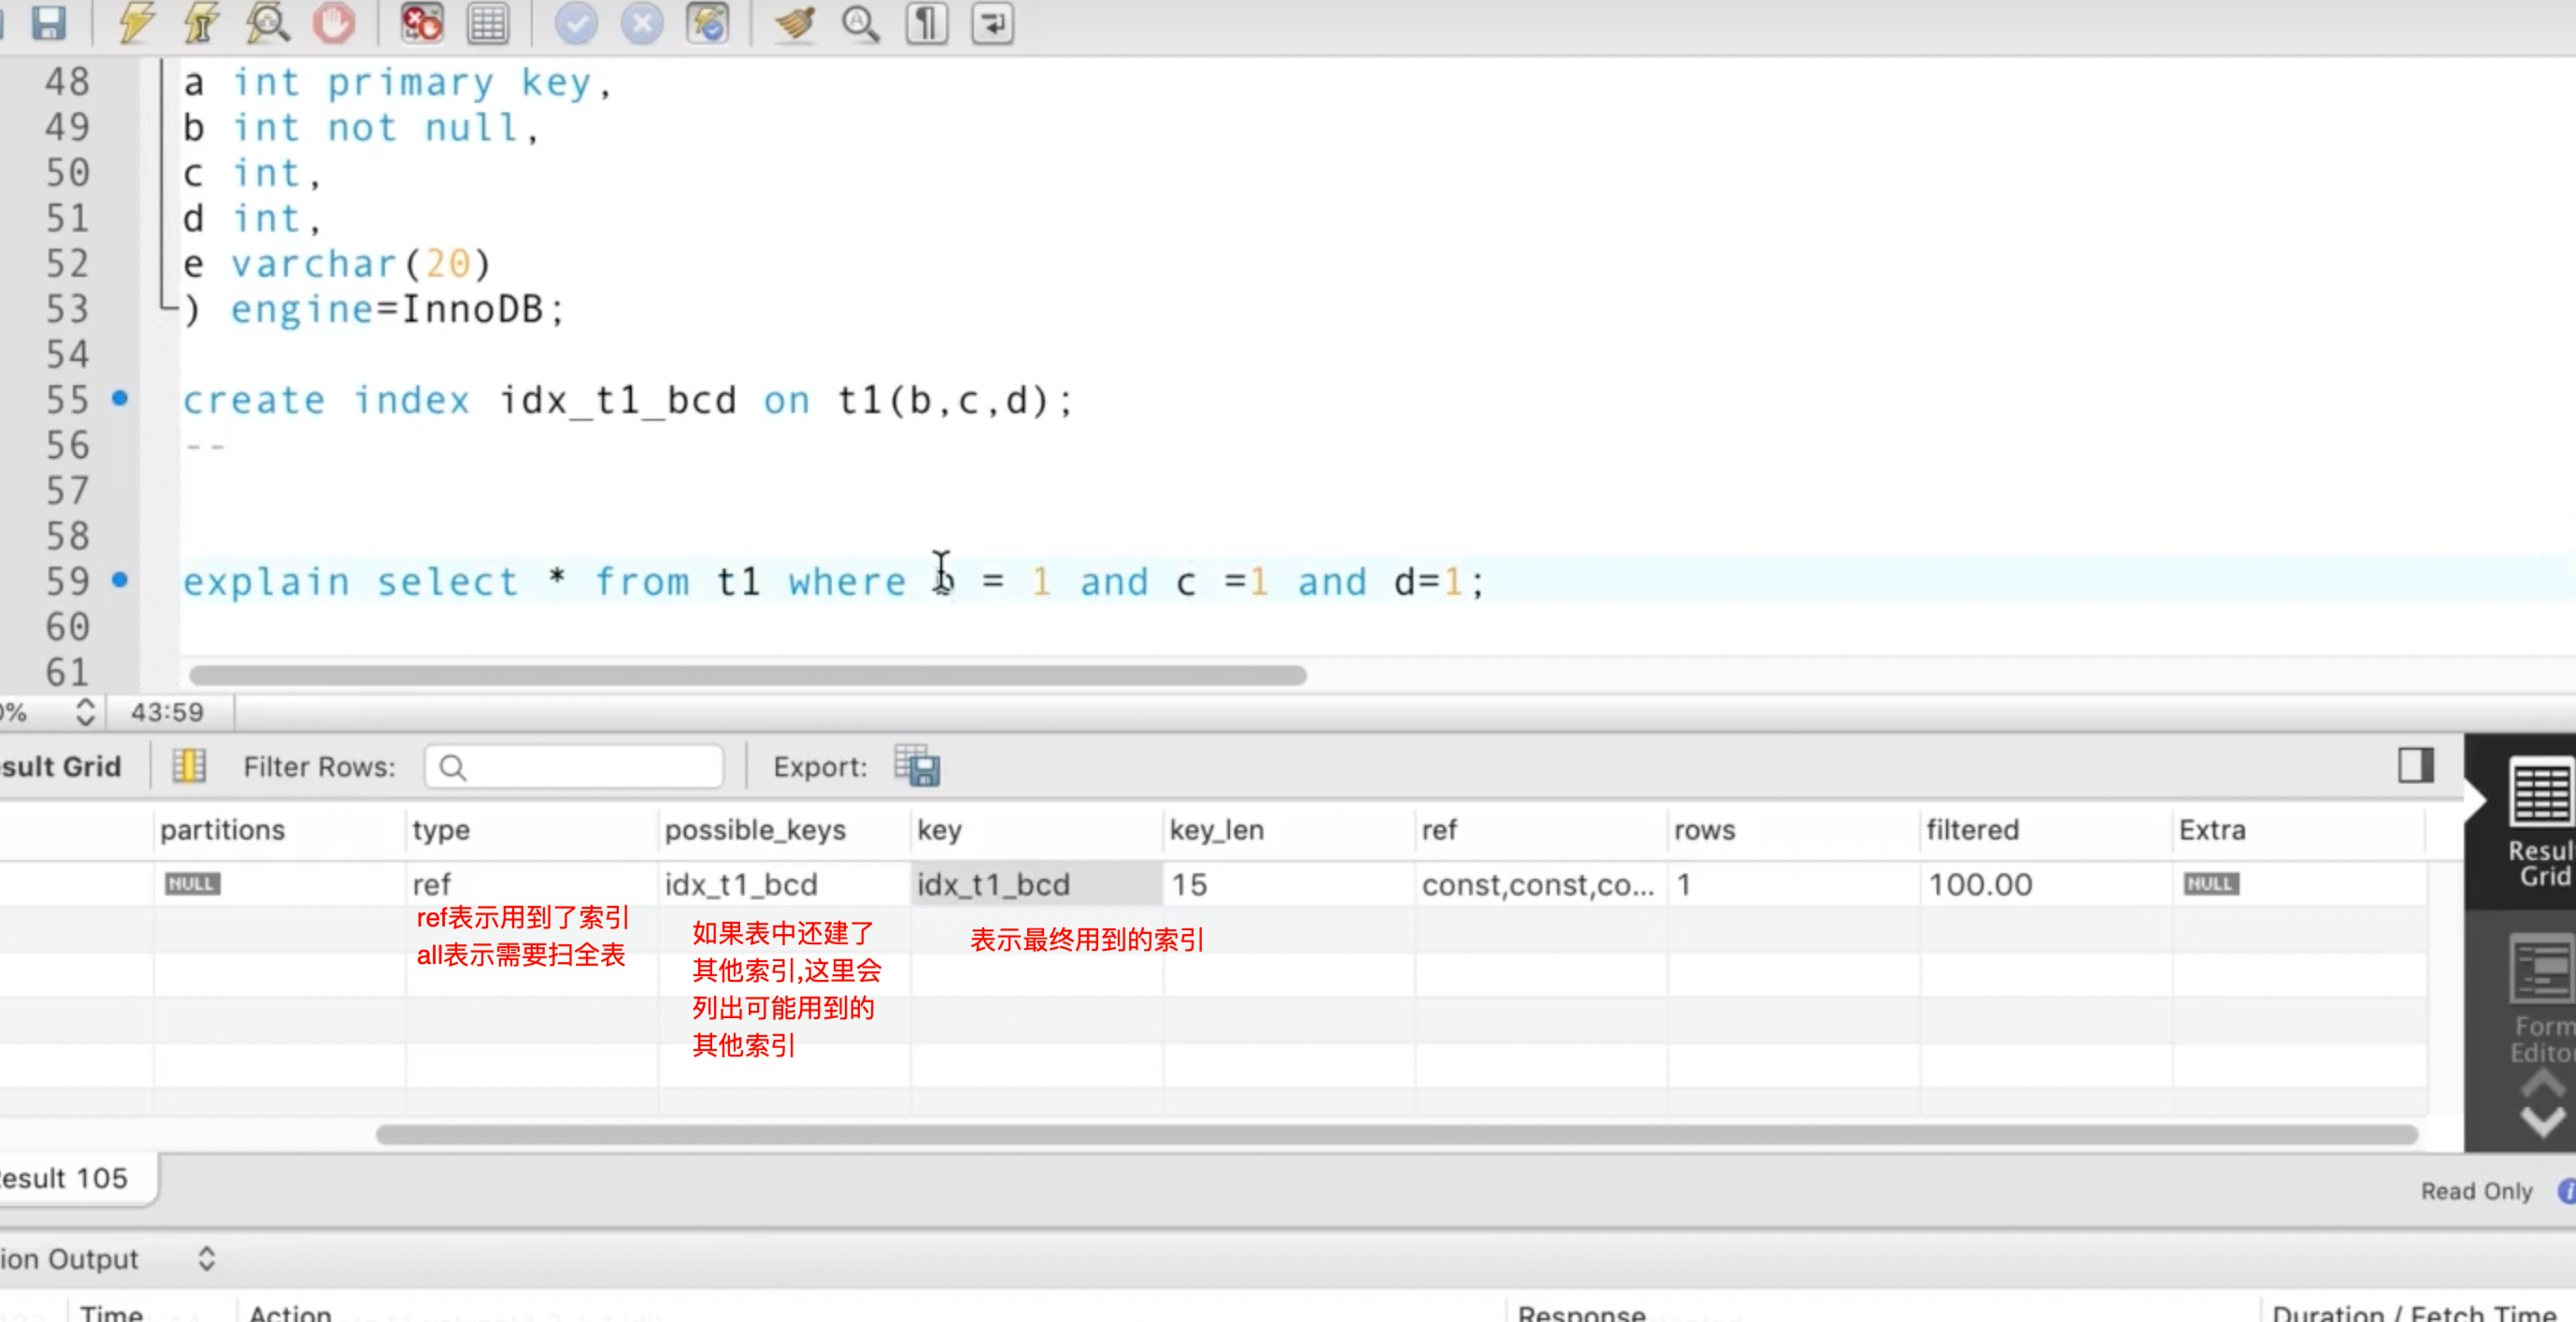 48 a int primary key,
49 b int not null,
50 c int,
51 d int,
52 e varchar(20)
53 ) engine=InnoDB;
54
55 create index idx_t1_bcd on t1(b,c,d);
56 --
57
58
59 explain select * from t1 where b = 1 and c =1 and d=1;
60
61
0% 43:59
sult Grid Filter Rows: Export:
partitions type possible_keys key key_len ref rows filtered Extra
NULL ref idx_t1_bcd idx_t1_bcd 15 const,const,co... 1 100.00 NULL
ref表示用到了索引
all表示需要扫全表
如果表中还建了
其他索引,这里会
列出可能用到的
其他索引
表示最终用到的索引
Resul
Grid
Form
Edito
esult 105
Read Only
ion Output
Time Action Response Duration / Fetch Time